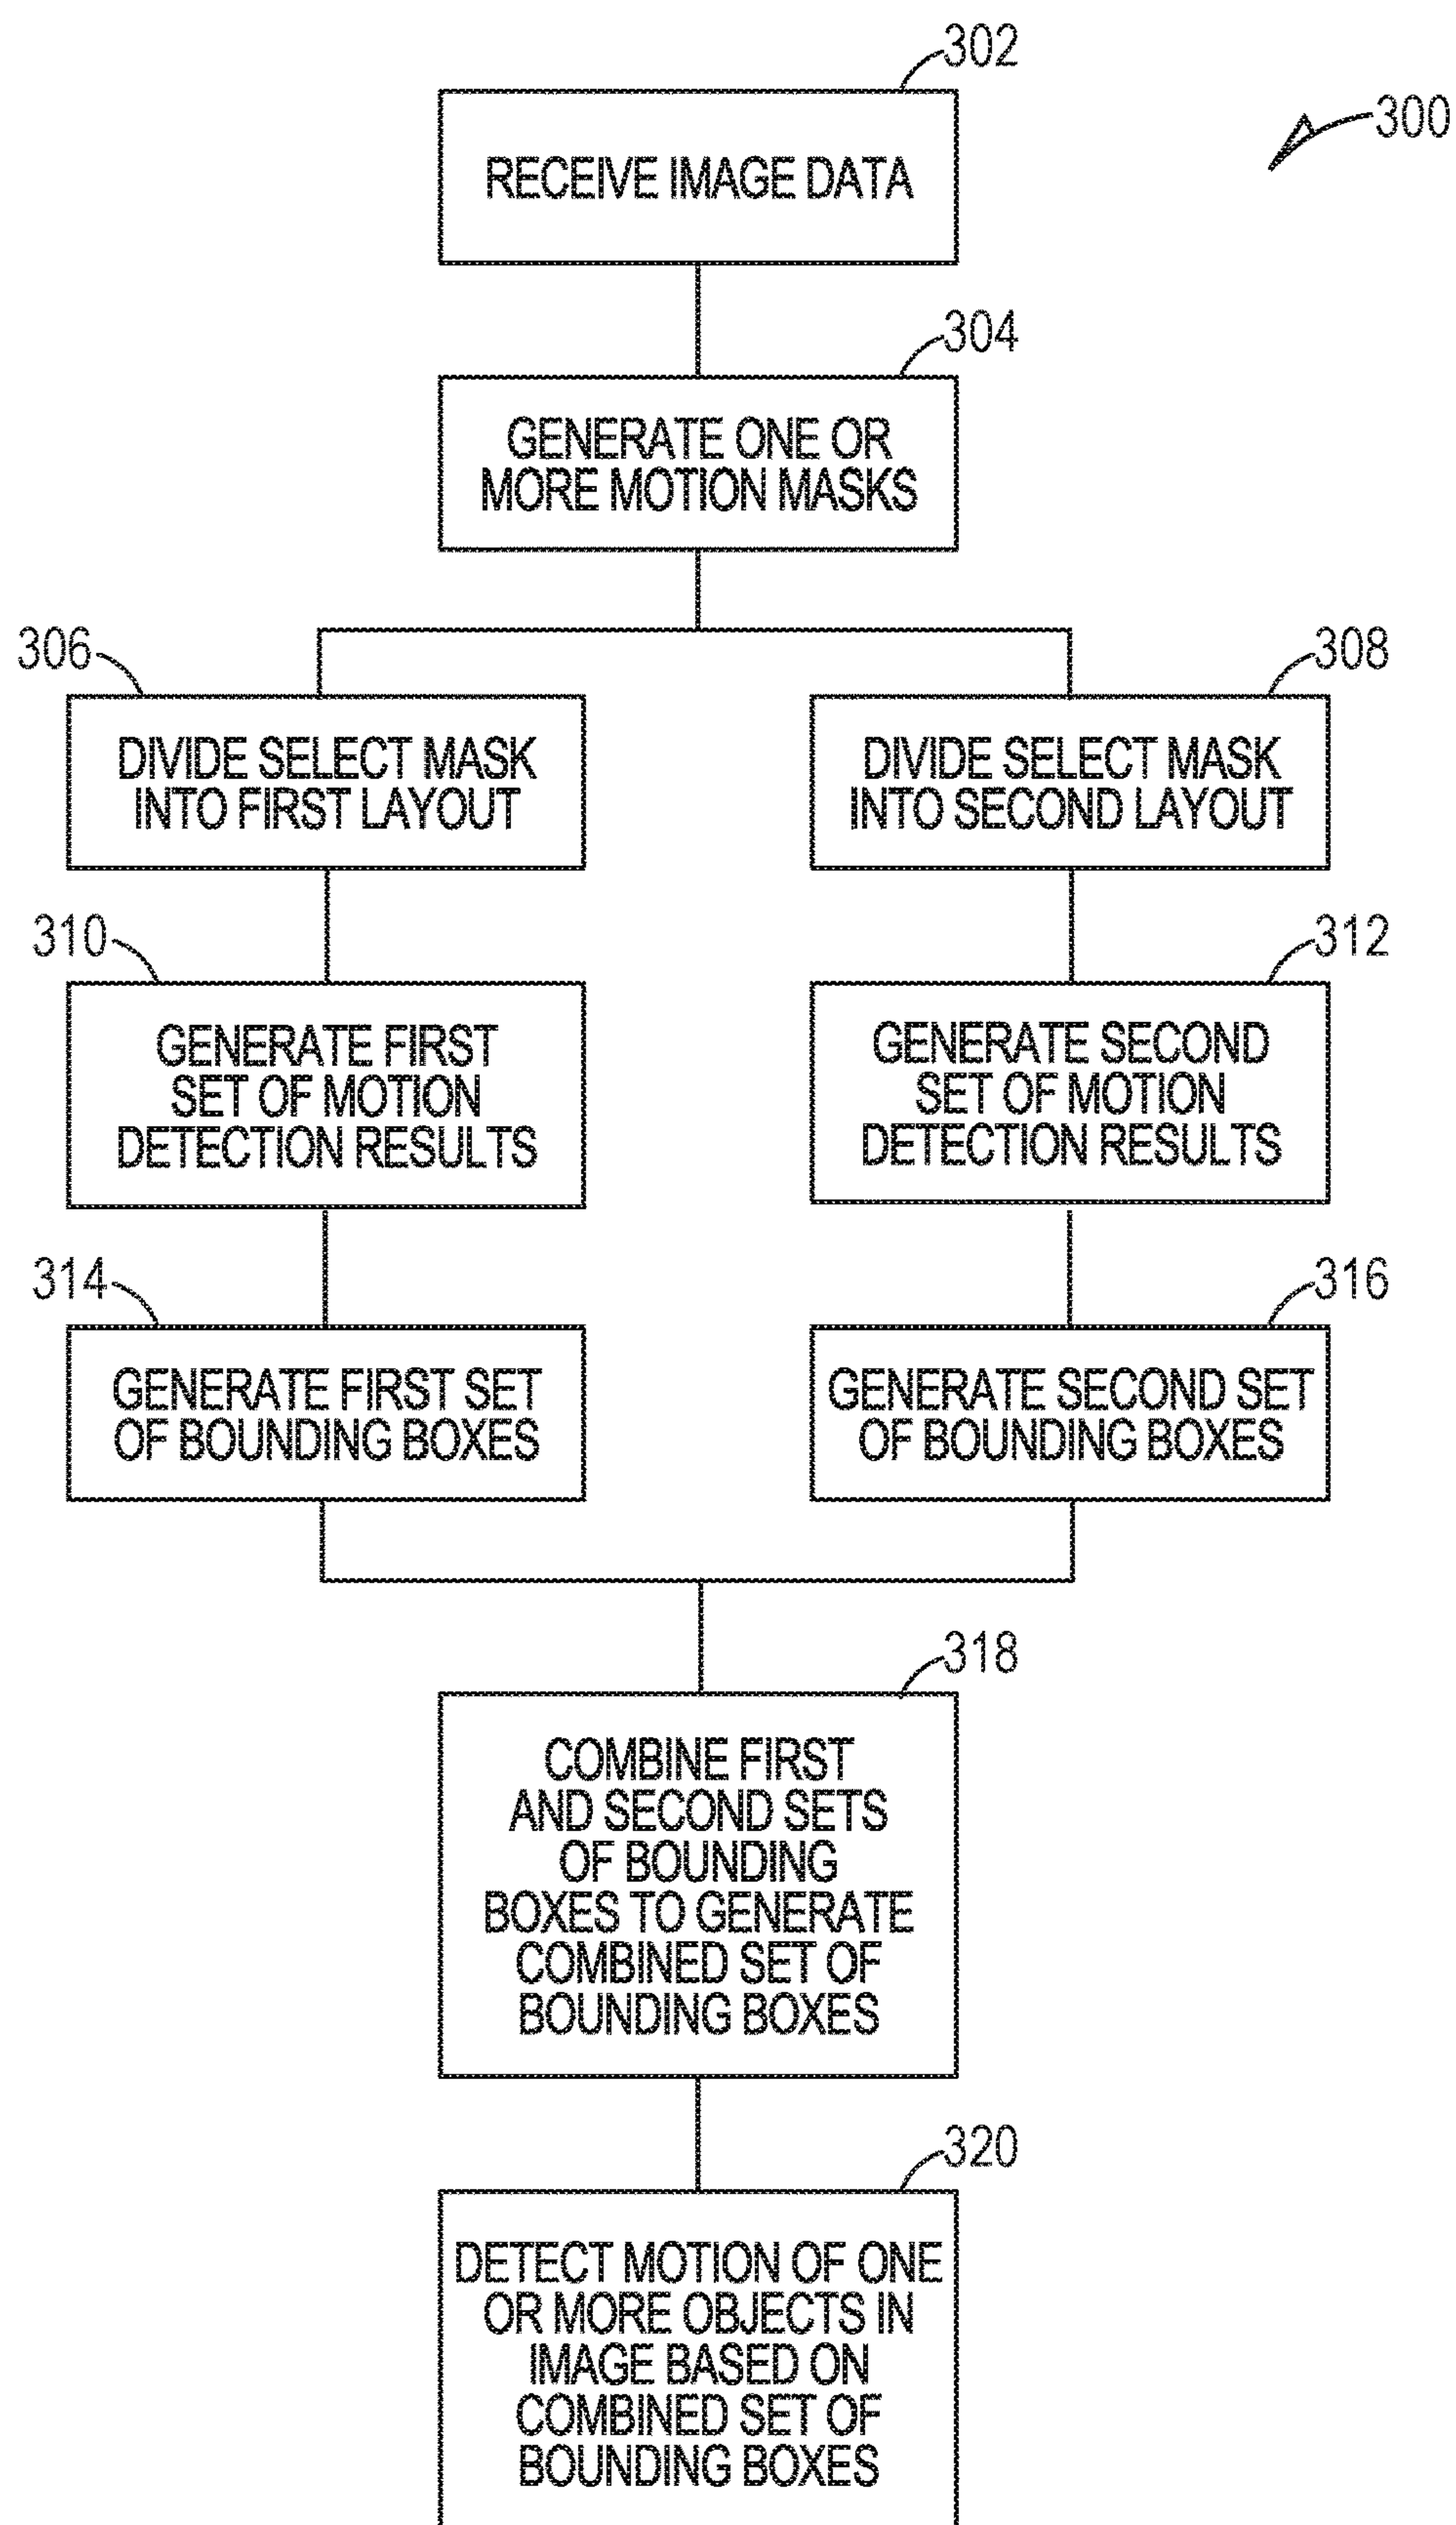 302
300
RECEIVE IMAGE DATA
304
GENERATE ONE OR
MORE MOTION MASKS
306
308
DIVIDE SELECT MASK
INTO FIRST LAYOUT
DIVIDE SELECT MASK
INTO SECOND LAYOUT
310
312
GENERATE FIRST
SET OF MOTION
DETECTION RESULTS
GENERATE SECOND
SET OF MOTION
DETECTION RESULTS
314
316
GENERATE FIRST SET
OF BOUNDING BOXES
GENERATE SECOND SET
OF BOUNDING BOXES
318
COMBINE FIRST
AND SECOND SETS
OF BOUNDING
BOXES TO GENERATE
COMBINED SET OF
BOUNDING BOXES
320
DETECT MOTION OF ONE
OR MORE OBJECTS IN
IMAGE BASED ON
COMBINED SET OF
BOUNDING BOXES